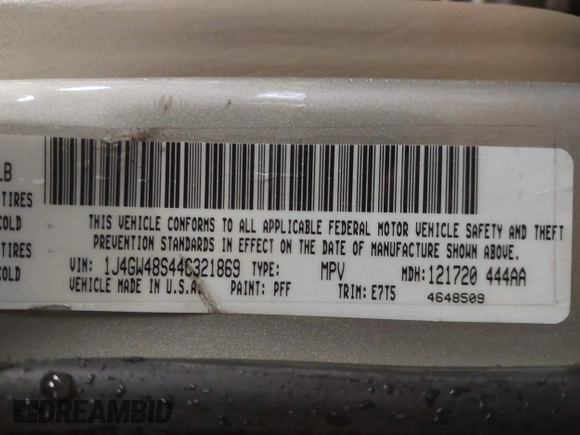 LB
TIRES
COLD
TIRES
COLD
THIS VEHICLE CONFORMS TO ALL APPLICABLE FEDERAL MOTOR VEHICLE SAFETY AND THEFT
PREVENTION STANDARDS IN EFFECT ON THE DATE OF MANUFACTURE SHOWN ABOVE.
VIN: 1J4GW48S44C321869 TYPE: MPV MDH: 121720 444AA
VEHICLE MADE IN U.S.A. PAINT: PFF TRIM: E7T5 4648509
DREAMBID